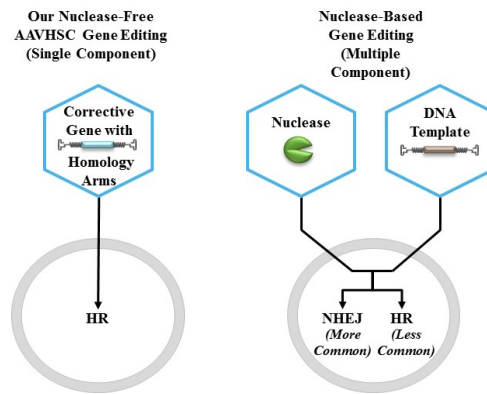 Our Nuclease-Free
AAVHSC Gene Editing
(Single Component)
Corrective
Gene with
Homology
Arms
HR
Nuclease-Based
Gene Editing
(Multiple
Component)
Nuclease
DNA
Template
NHEJ
(More
Common)
HR
(Less
Common)